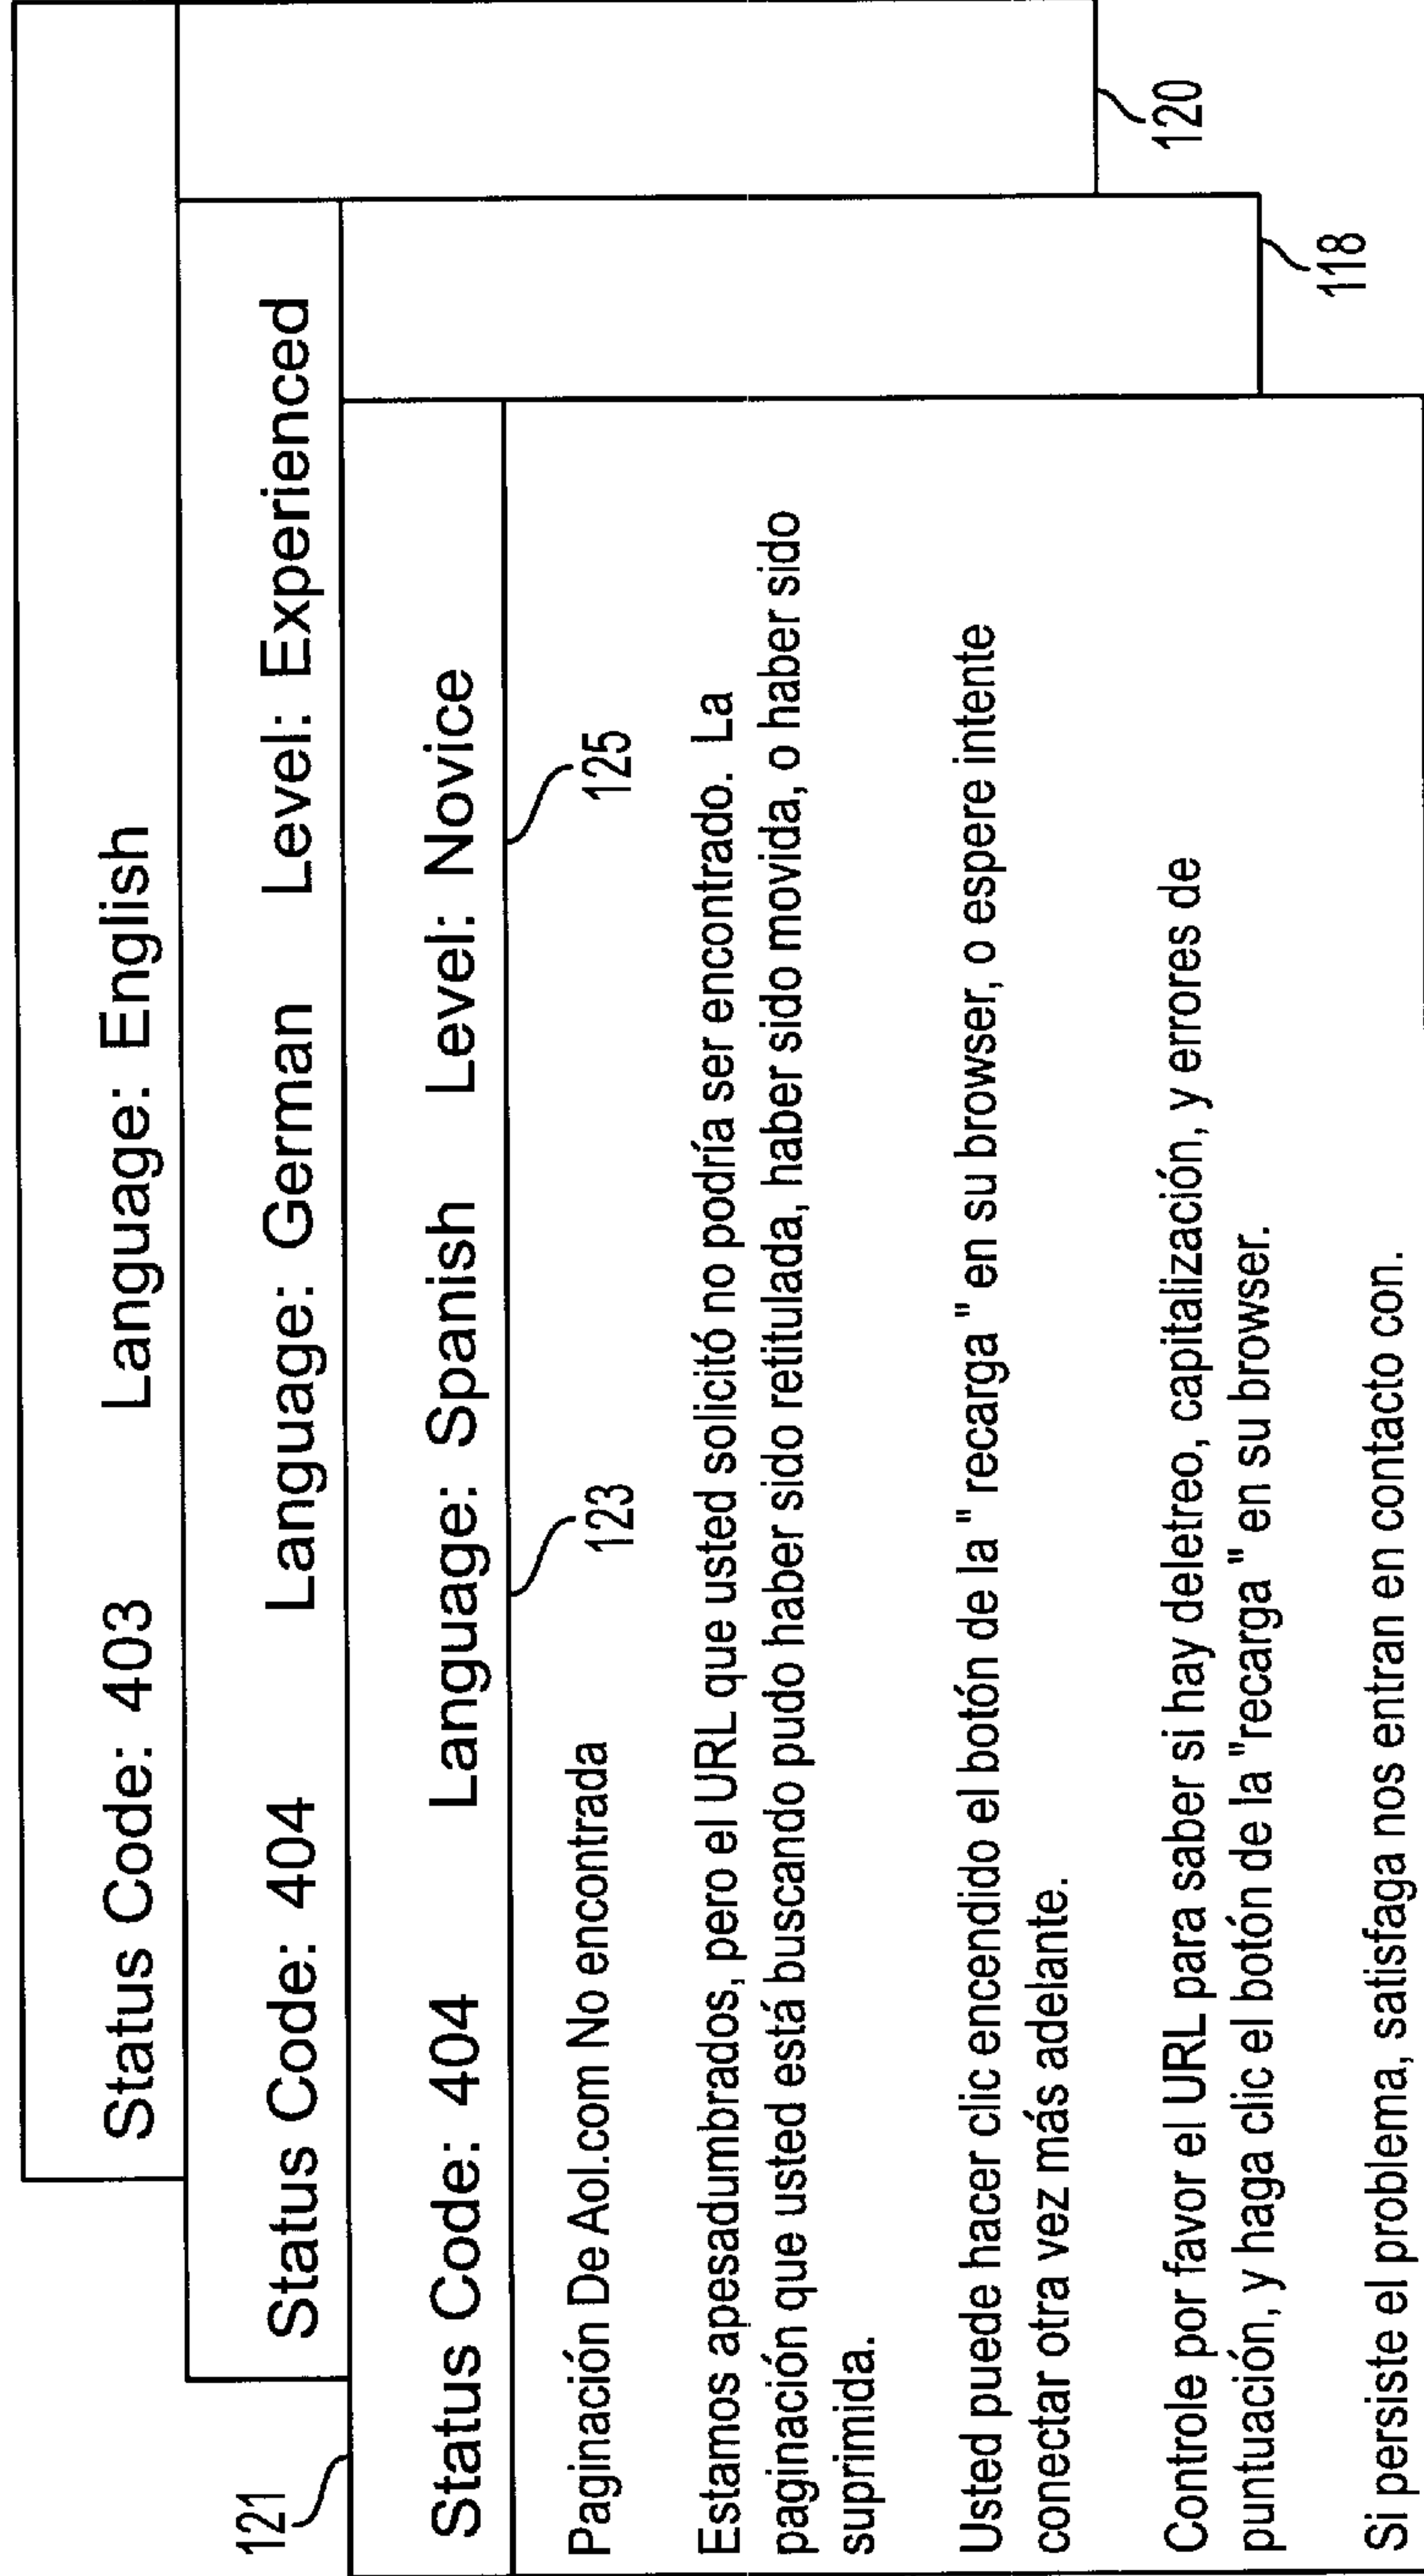 Status Code: 403 Language: English
Status Code: 404 Language: German Level: Experienced
121
Status Code: 404 Language: Spanish Level: Novice
123
125
Paginación De Aol.com No encontrada
Estamos apesadumbrados, pero el URL que usted solicitó no podría ser encontrado. La
paginación que usted está buscando pudo haber sido retitulada, haber sido movida, o haber sido
suprimida.
Usted puede hacer clic encendido el botón de la " recarga " en su browser, o espere intente
conectar otra vez más adelante.
Controle por favor el URL para saber si hay deletreo, capitalización, y errores de
puntuación, y haga clic el botón de la "recarga " en su browser.
Si persiste el problema, satisfaga nos entran en contacto con.
120
118